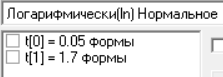 Логарифмически(ln) Нормальное
t[0] = 0.05 формы
t[1] = 1.7 формы